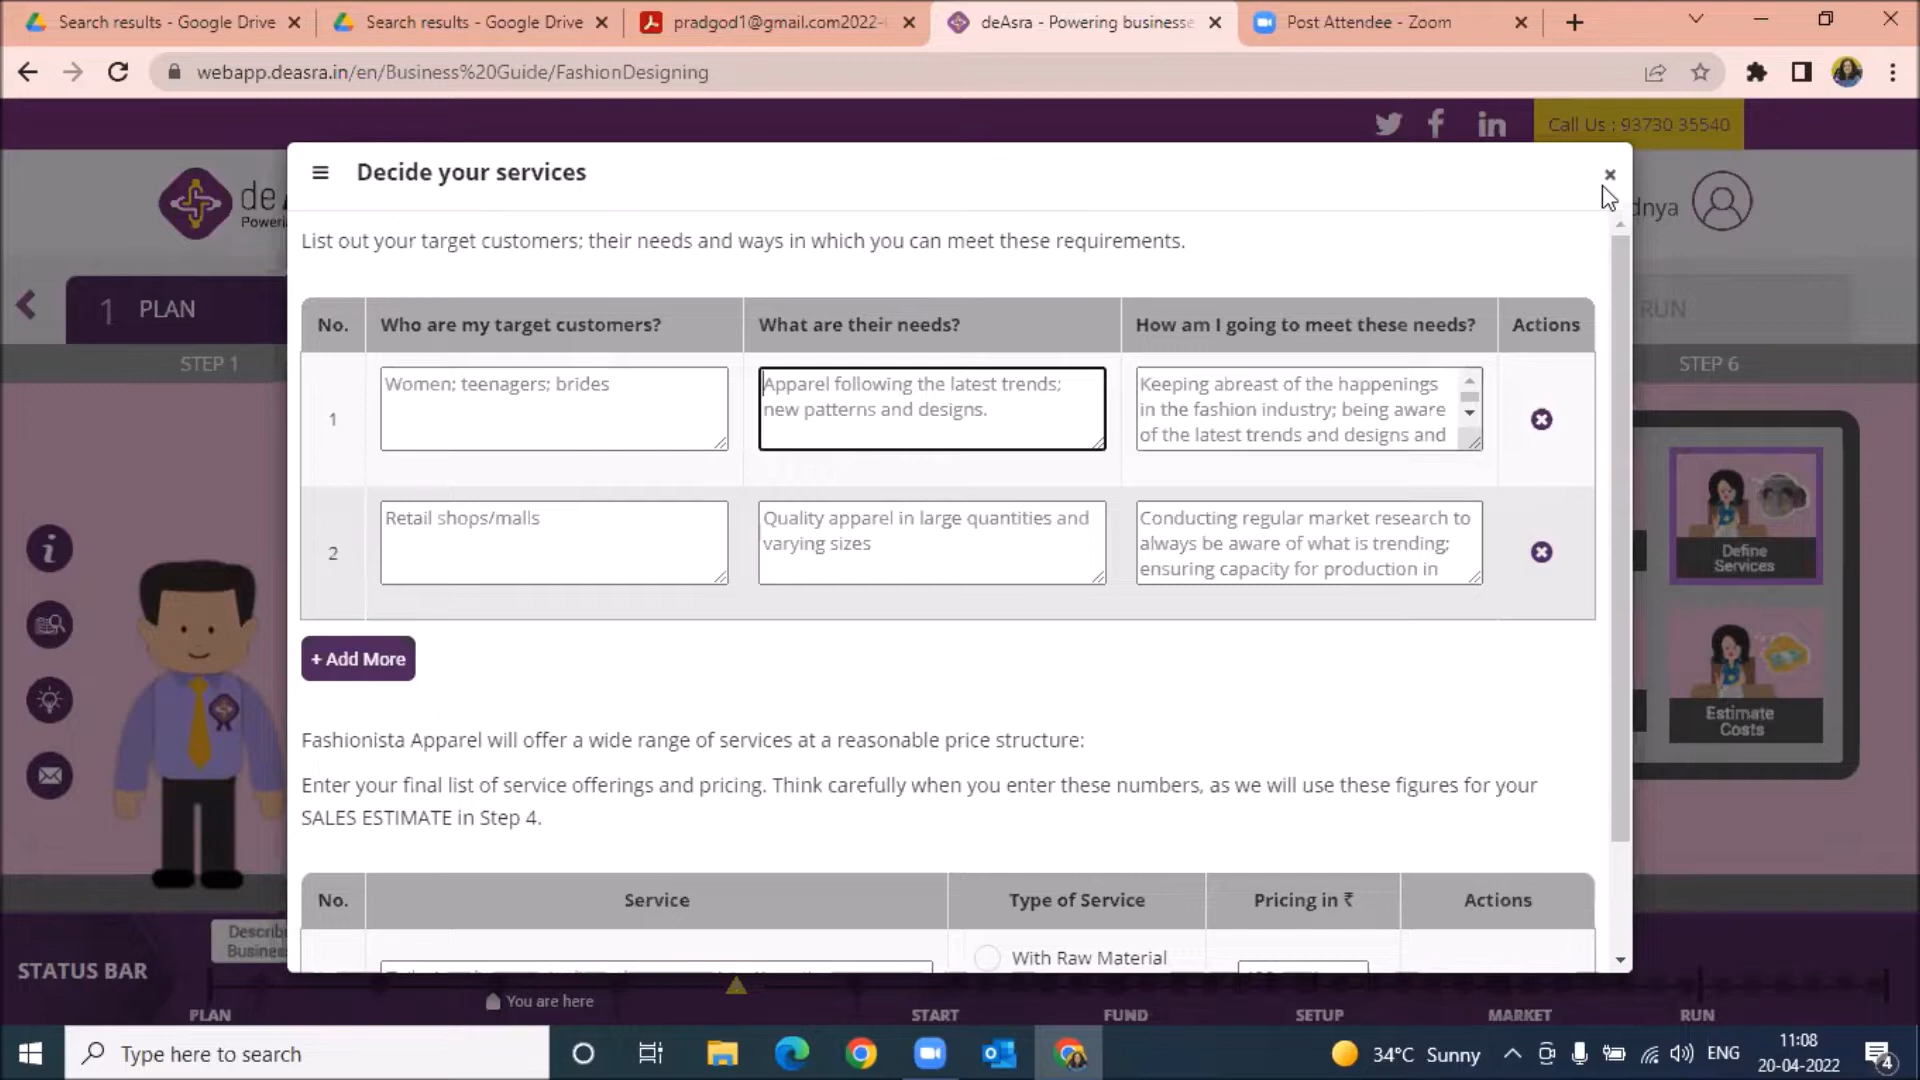 Search results - Google Drive
Search results - Google Drive
pradgod1@gmail.com2022-
deAsra - Powering businesse
Post Attendee - Zoom
webapp.deasra.in/en/Business%20Guide/FashionDesigning
Call Us : 93730 35540
de
Power
dnya
Decide your services
List out your target customers; their needs and ways in which you can meet these requirements.
1 PLAN
RUN
STEP 1
STEP 6
No. Who are my target customers? What are their needs? How am I going to meet these needs? Actions
1
Women; teenagers; brides
Apparel following the latest trends;
new patterns and designs.
Keeping abreast of the happenings
in the fashion industry; being aware
of the latest trends and designs and
2
Retail shops/malls
Quality apparel in large quantities and
varying sizes
Conducting regular market research to
always be aware of what is trending;
ensuring capacity for production in
+ Add More
Define
Services
Estimate
Costs
Fashionista Apparel will offer a wide range of services at a reasonable price structure:
Enter your final list of service offerings and pricing. Think carefully when you enter these numbers, as we will use these figures for your
SALES ESTIMATE in Step 4.
No. Service Type of Service Pricing in ₹ Actions
With Raw Material
Describ
Business
STATUS BAR
You are here
PLAN START FUND SETUP MARKET RUN
Type here to search
34°C Sunny
ENG
11:08
20-04-2022
4